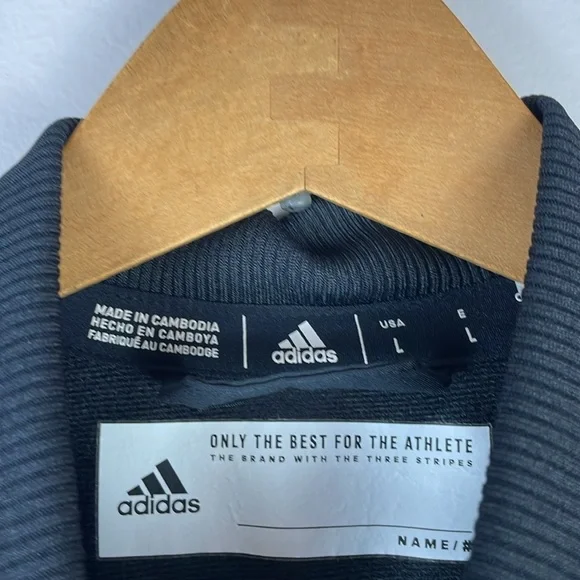 MADE IN CAMBODIA
HECHO EN CAMBOYA
FABRIQUÉ AU CAMBODGE
adidas
USA
L
E
L
ONLY THE BEST FOR THE ATHLETE
THE BRAND WITH THE THREE STRIPES
adidas
NAME/#